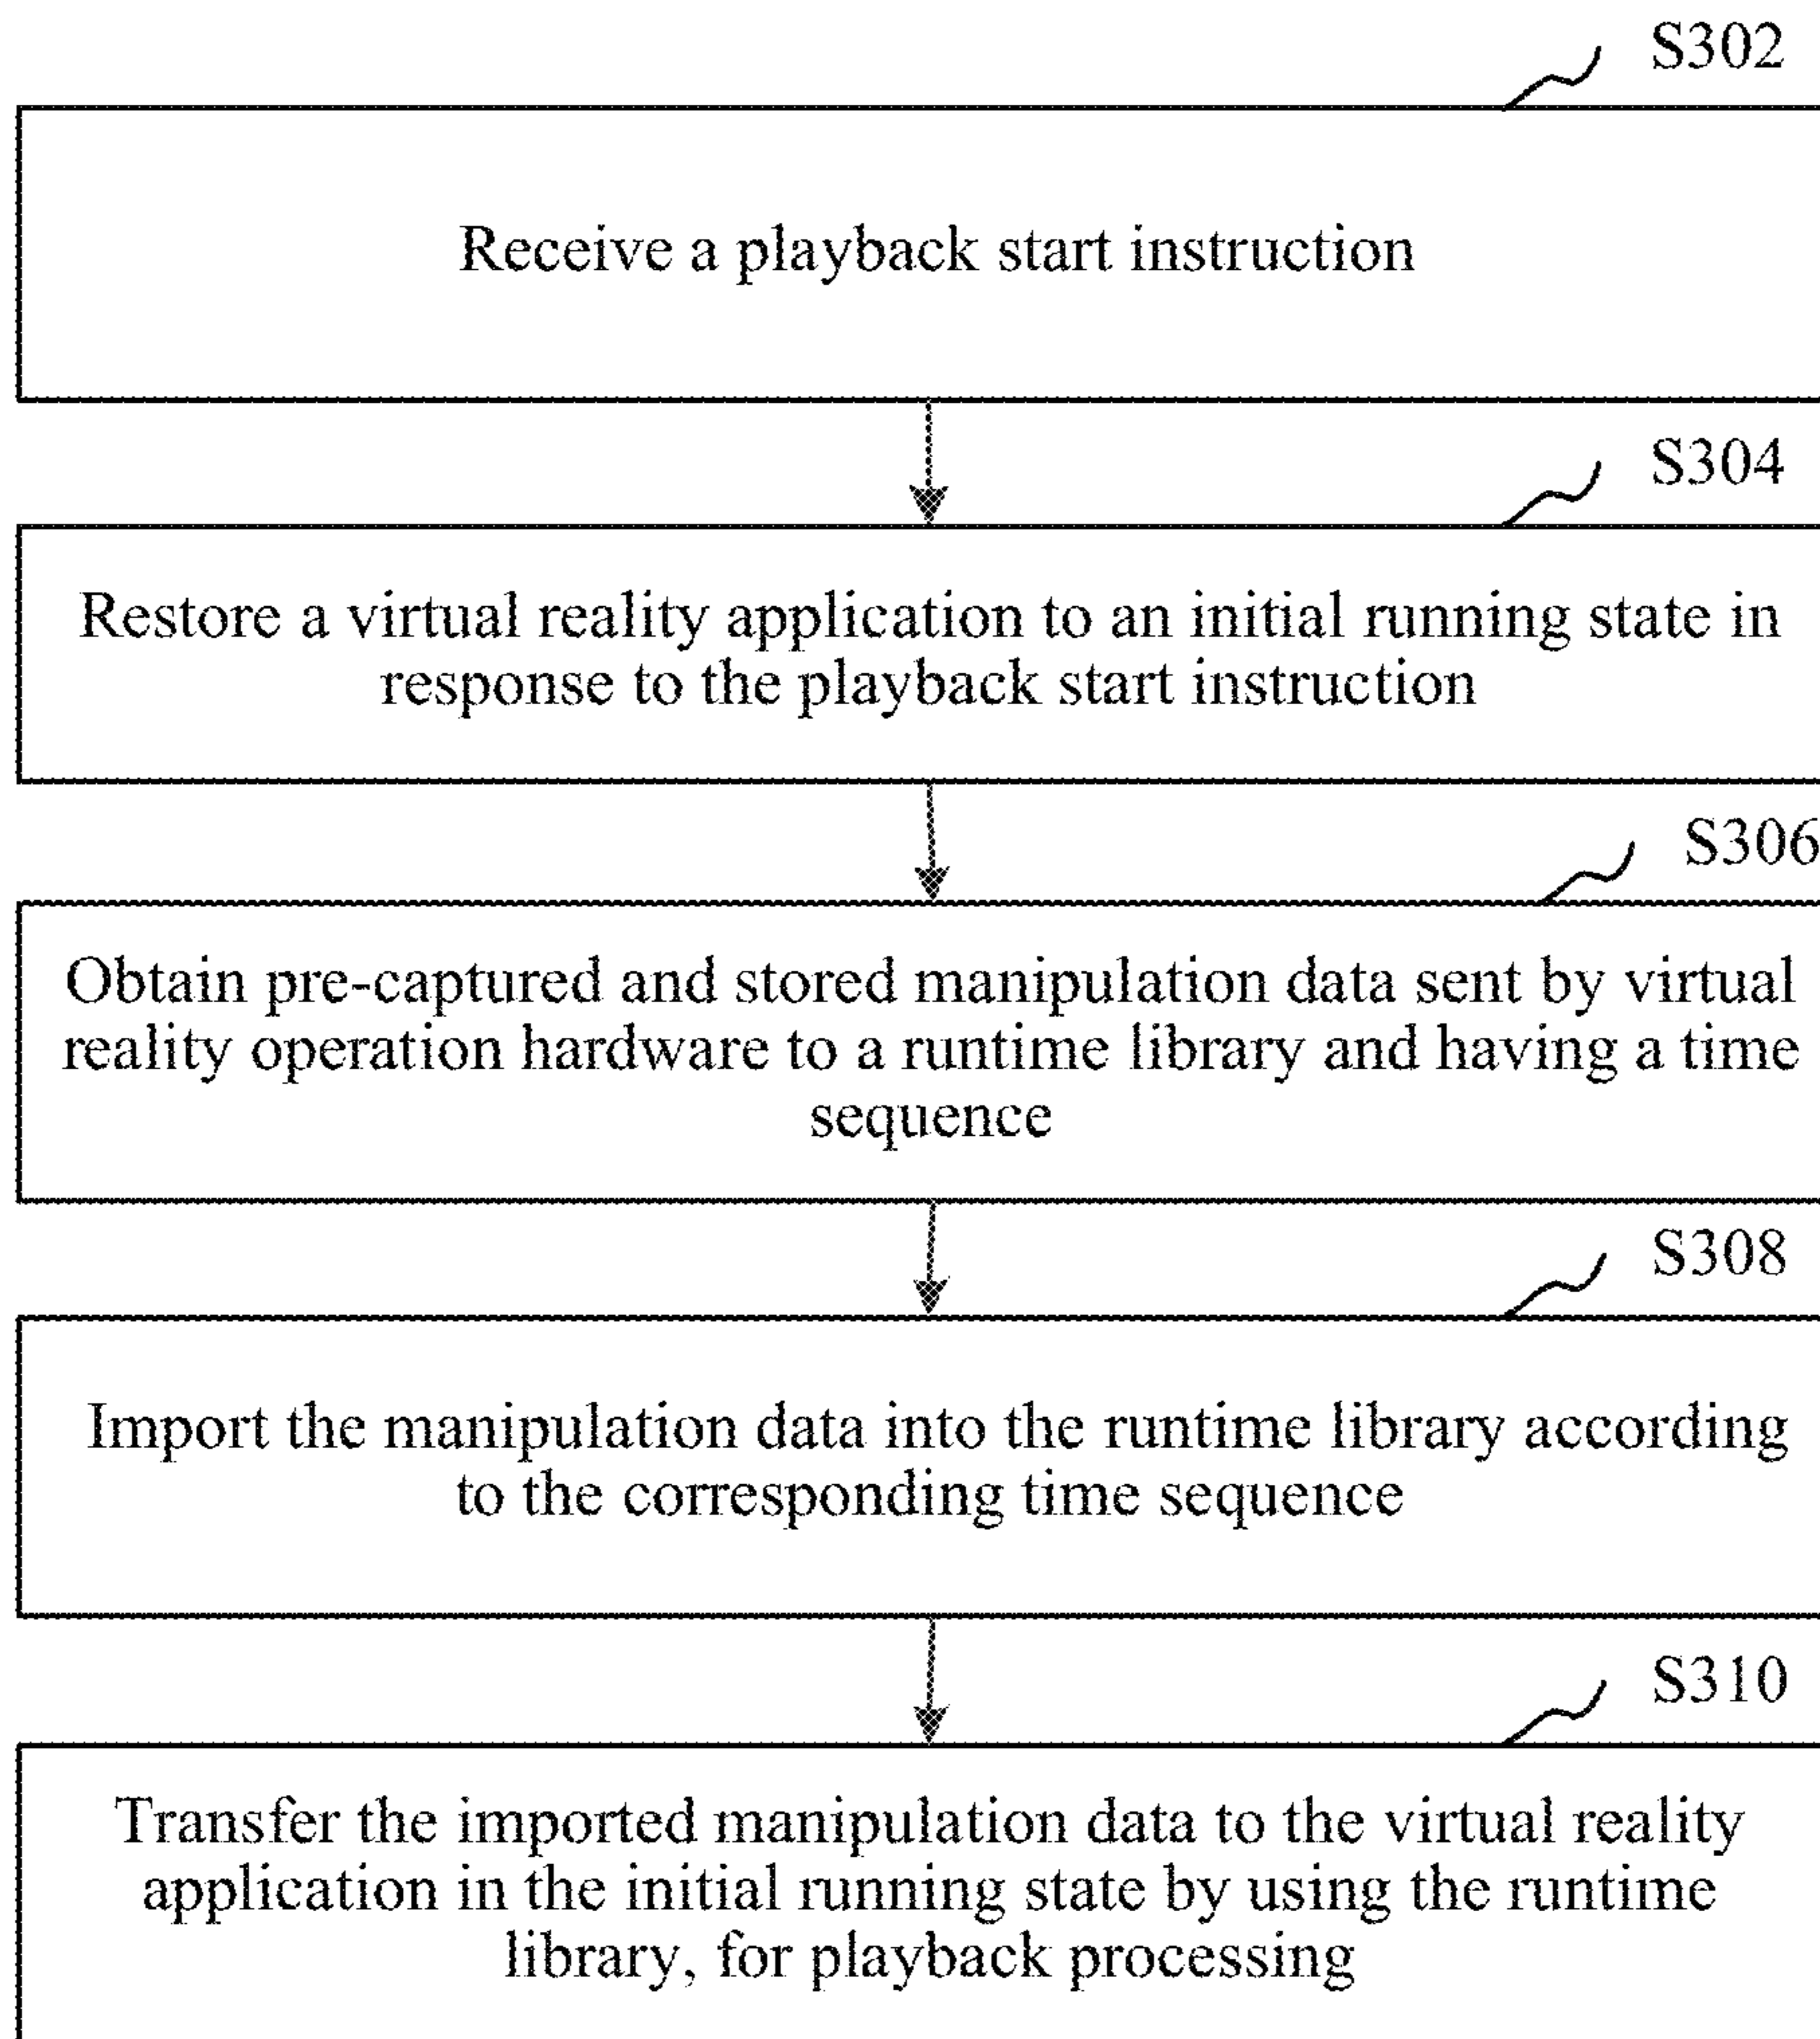 S302
Receive a playback start instruction
S304
Restore a virtual reality application to an initial running state in
response to the playback start instruction
S306
Obtain pre-captured and stored manipulation data sent by virtual
reality operation hardware to a runtime library and having a time
sequence
S308
Import the manipulation data into the runtime library according
to the corresponding time sequence
S310
Transfer the imported manipulation data to the virtual reality
application in the initial running state by using the runtime
library, for playback processing